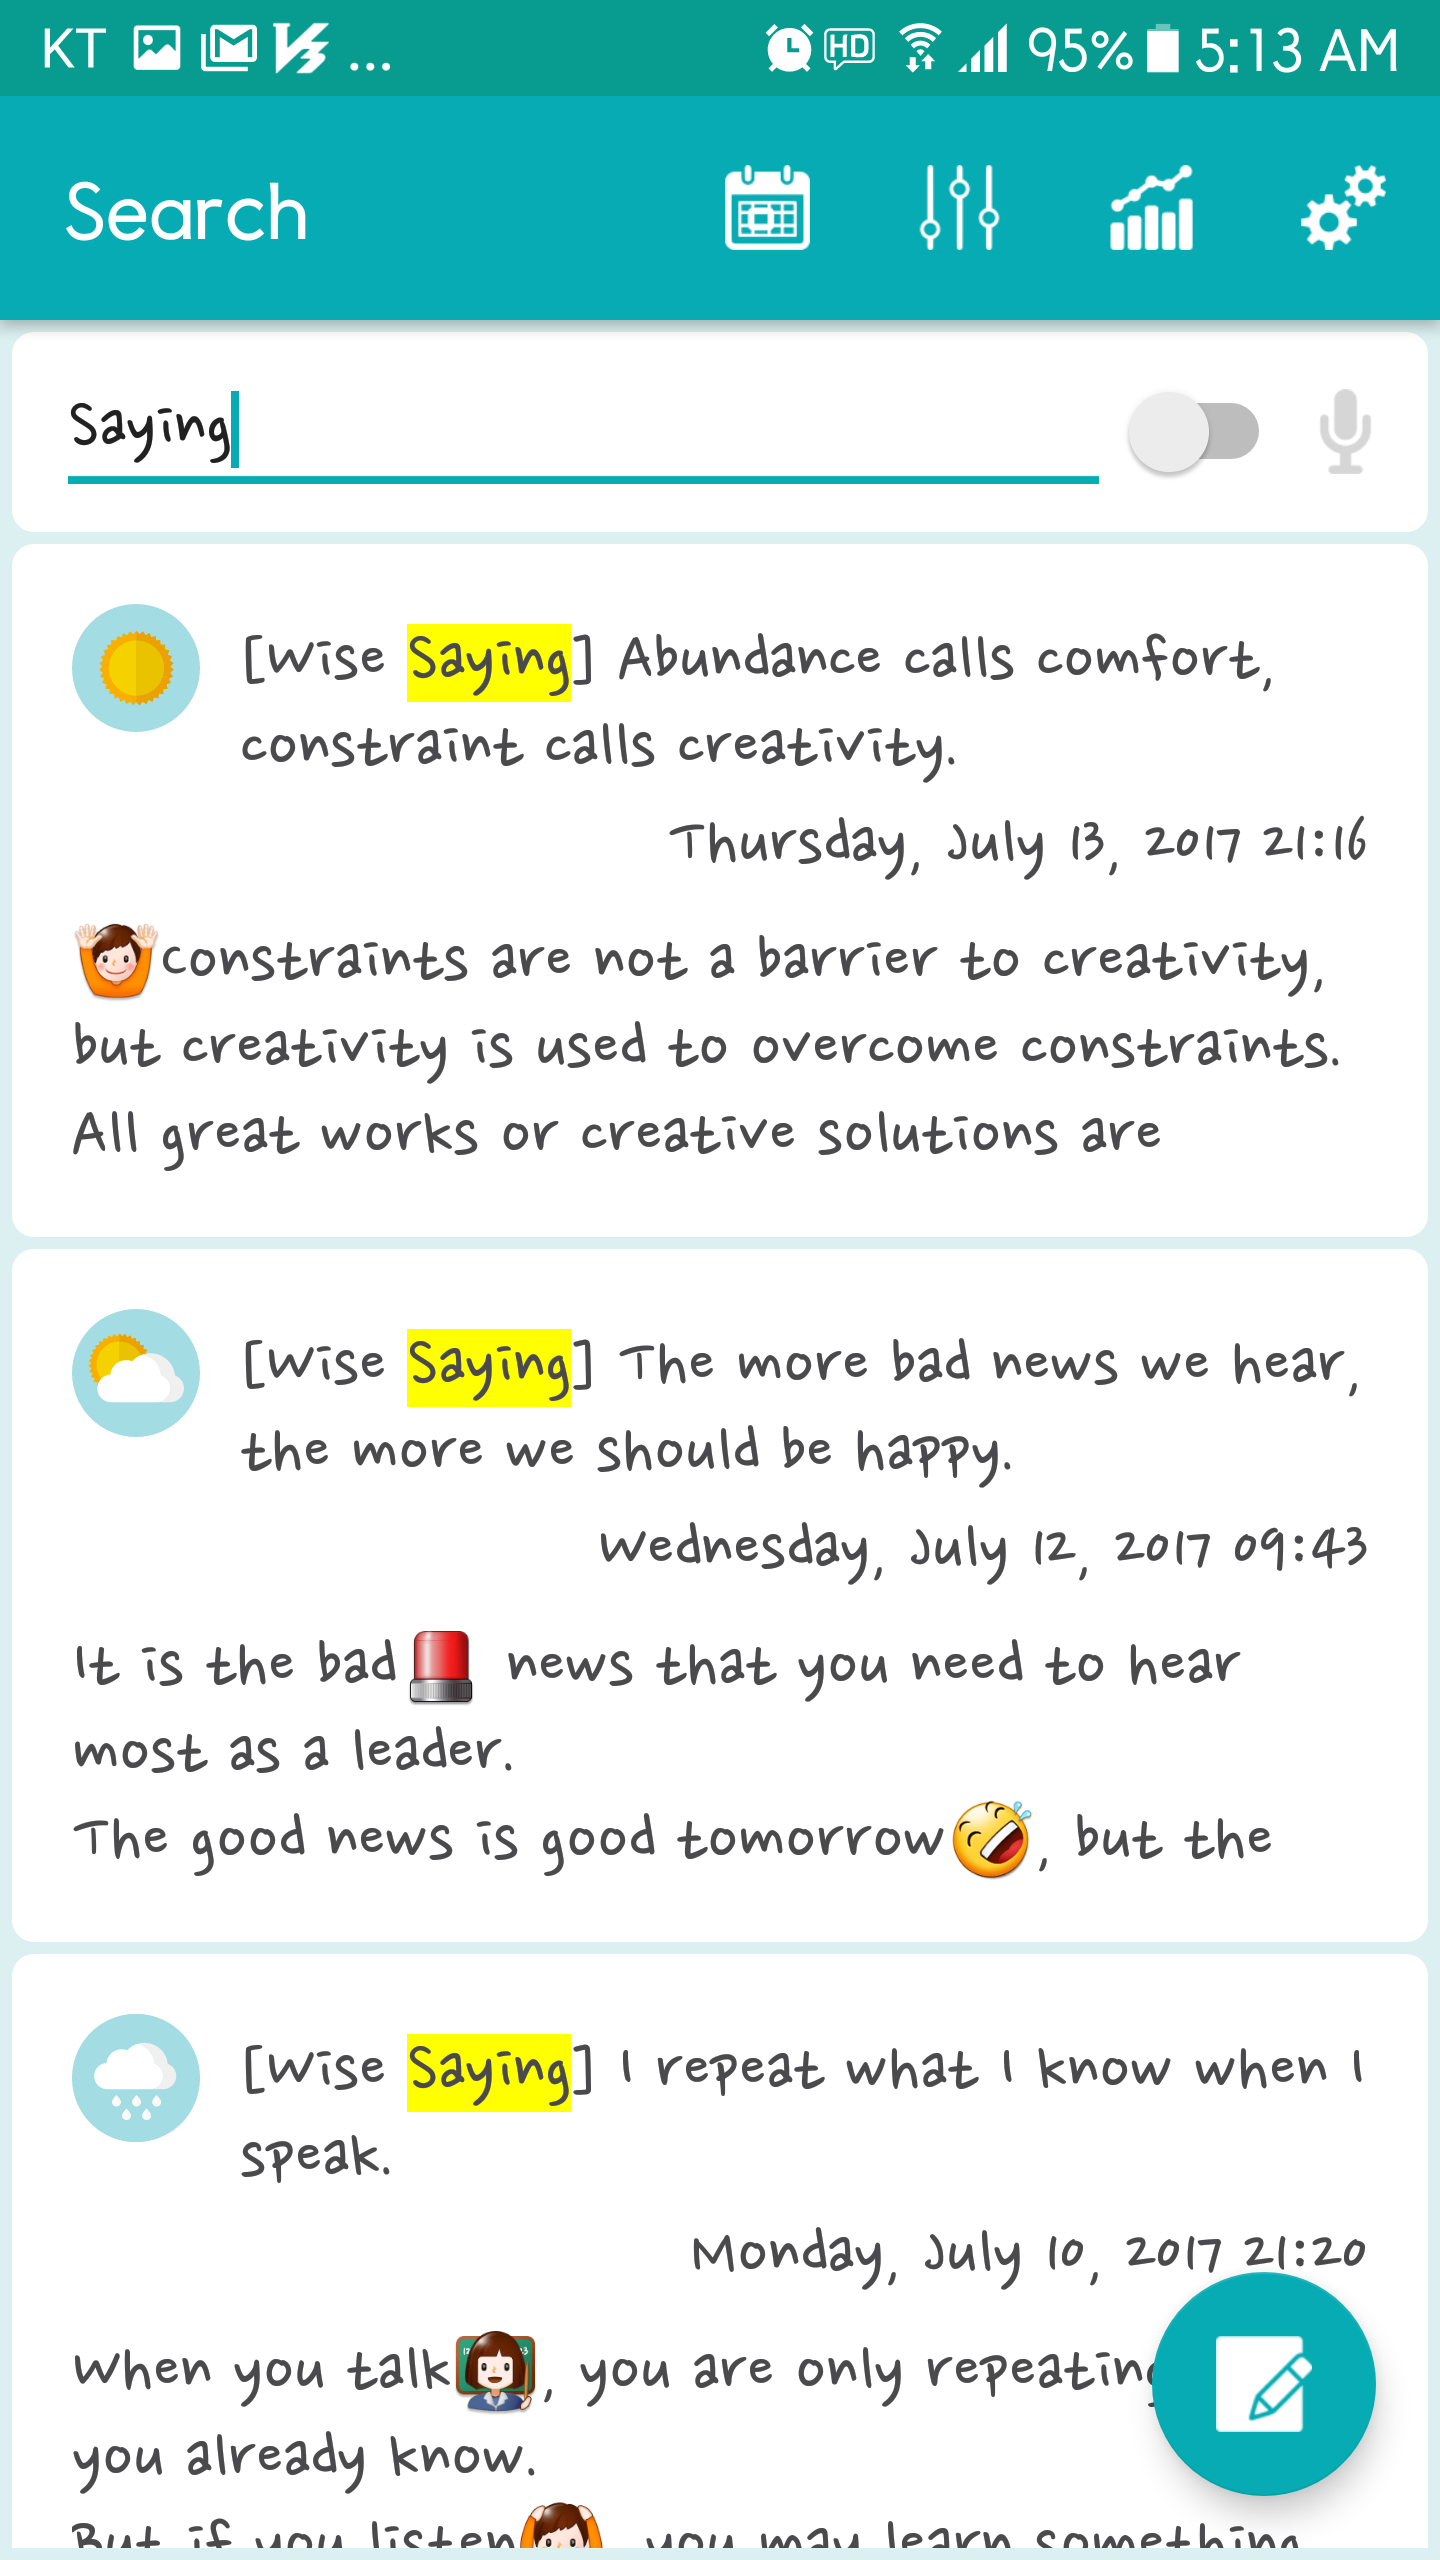 KT ... HD 95% 5:13 AM
Search
Saying
[Wise Saying] Abundance calls comfort,
constraint calls creativity.
Thursday, July 13, 2017 21:16
constraints are not a barrier to creativity,
but creativity is used to overcome constraints.
All great works or creative solutions are
[Wise Saying] The more bad news we hear,
the more we should be happy.
Wednesday, July 12, 2017 09:43
It is the bad🚨 news that you need to hear
most as a leader.
The good news is good tomorrow🤣, but the
[Wise Saying] I repeat what I know when I
speak.
Monday, July 10, 2017 21:20
When you talk👩‍🏫, you are only repeating
you already know.
But if you listen🙆, you may learn something